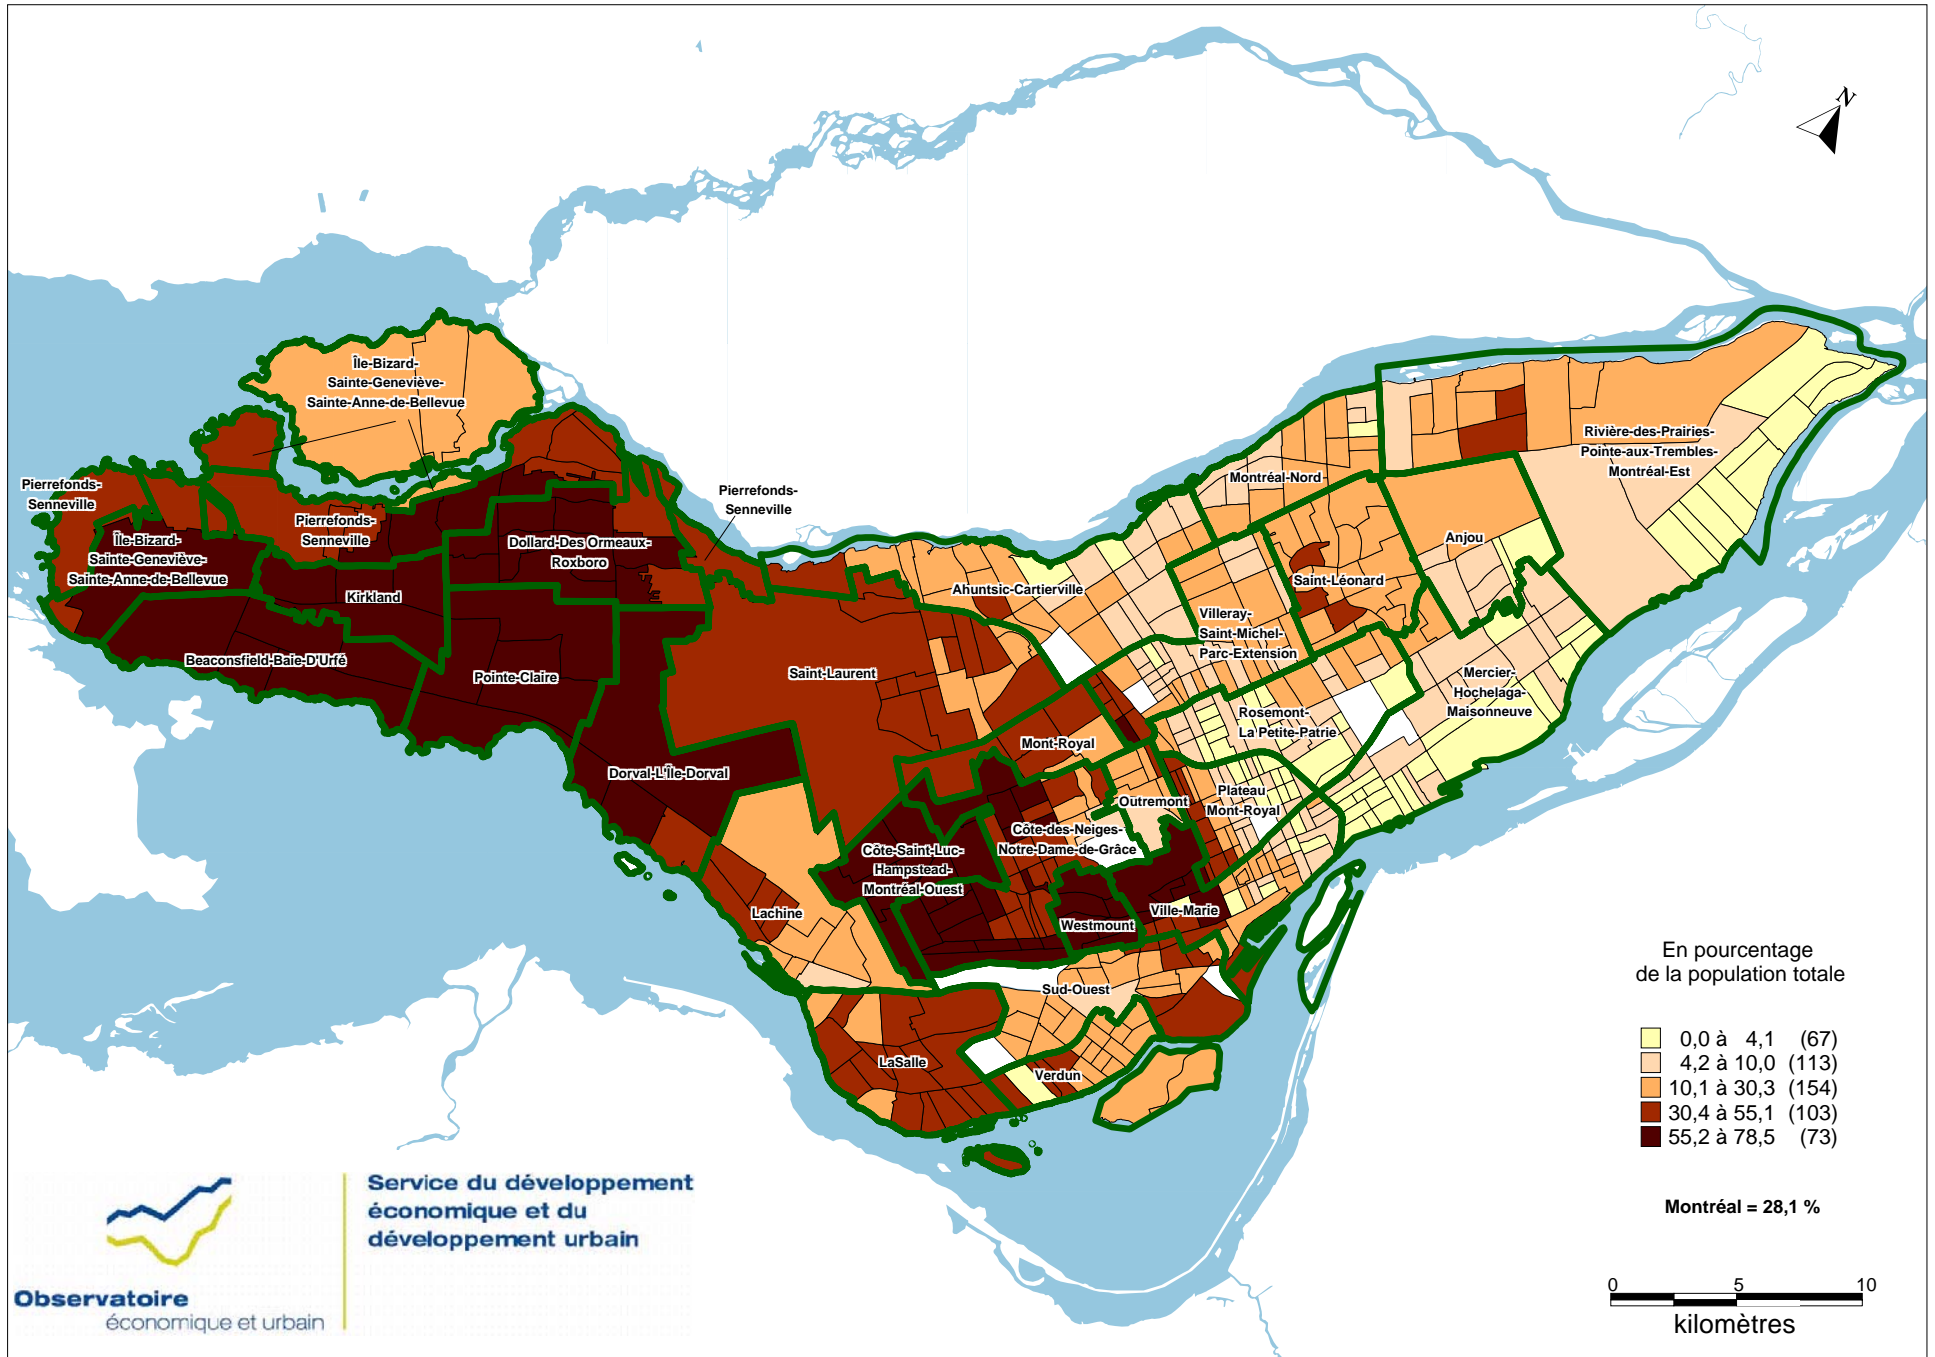 N
Île-Bizard-
Sainte-Geneviève-
Sainte-Anne-de-Bellevue
Pierrefonds-
Senneville
Pierrefonds-
Senneville
Pierrefonds-
Senneville
Île-Bizard-
Sainte-Geneviève-
Sainte-Anne-de-Bellevue
Dollard-Des Ormeaux-
Roxboro
Kirkland
Beaconsfield-Baie-D'Urfé
Pointe-Claire
Dorval-L'Île-Dorval
Saint-Laurent
Ahuntsic-Cartierville
Montréal-Nord
Rivière-des-Prairies-
Pointe-aux-Trembles-
Montréal-Est
Anjou
Saint-Léonard
Villeray-
Saint-Michel-
Parc-Extension
Mercier-
Hochelaga-
Maisonneuve
Rosemont-
La Petite-Patrie
Mont-Royal
Outremont
Plateau
Mont-Royal
Côte-des-Neiges-
Notre-Dame-de-Grâce
Côte-Saint-Luc-
Hampstead-
Montréal-Ouest
Lachine
Westmount
Ville-Marie
Sud-Ouest
LaSalle
Verdun
En pourcentage
de la population totale
0,0 à 4,1 (67)
4,2 à 10,0 (113)
10,1 à 30,3 (154)
30,4 à 55,1 (103)
55,2 à 78,5 (73)
Montréal = 28,1 %
0 5 10
kilomètres
Service du développement
économique et du
développement urbain
Observatoire
économique et urbain